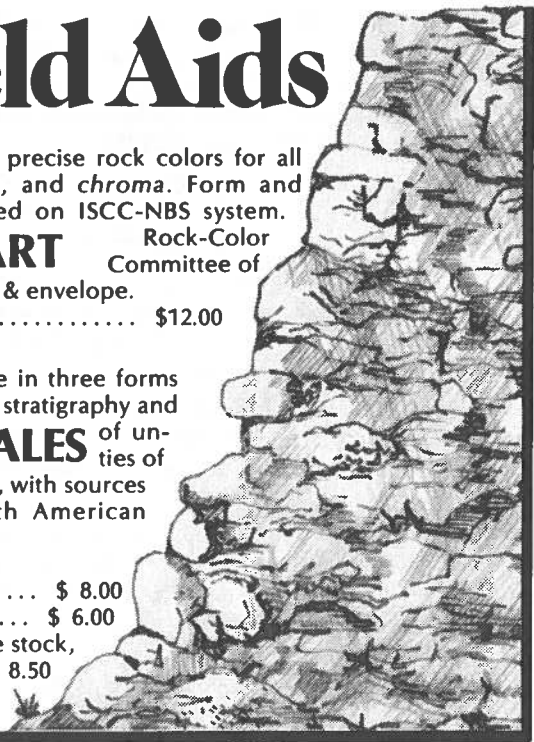 eld Aids
precise rock colors for all
, and chroma. Form and
ed on ISCC-NBS system.
ART Rock-Color
Committee of
& envelope.
............ $12.00
e in three forms
stratigraphy and
ALES of un-
ties of
, with sources
th American
... $ 8.00
... $ 6.00
e stock,
8.50